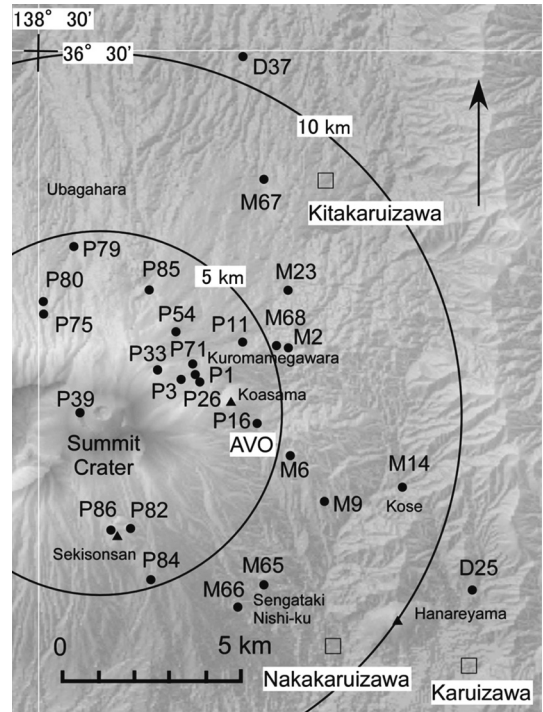 138° 30'
36° 30'
D37
10 km
M67
Kitakaruizawa
Ubagahara
P79
P80
P85
5 km
M23
P75
P54
P11
M68
M2
P71
Kuromamegawara
P33
P1
P3
P26
Koasama
P39
P16
Summit
Crater
AVO
M6
M14
M9
Kose
P86
P82
Sekisonsan
P84
M65
D25
M66
Sengataki
Nishi-ku
Hanareyama
0
5 km
Nakakaruizawa
Karuizawa